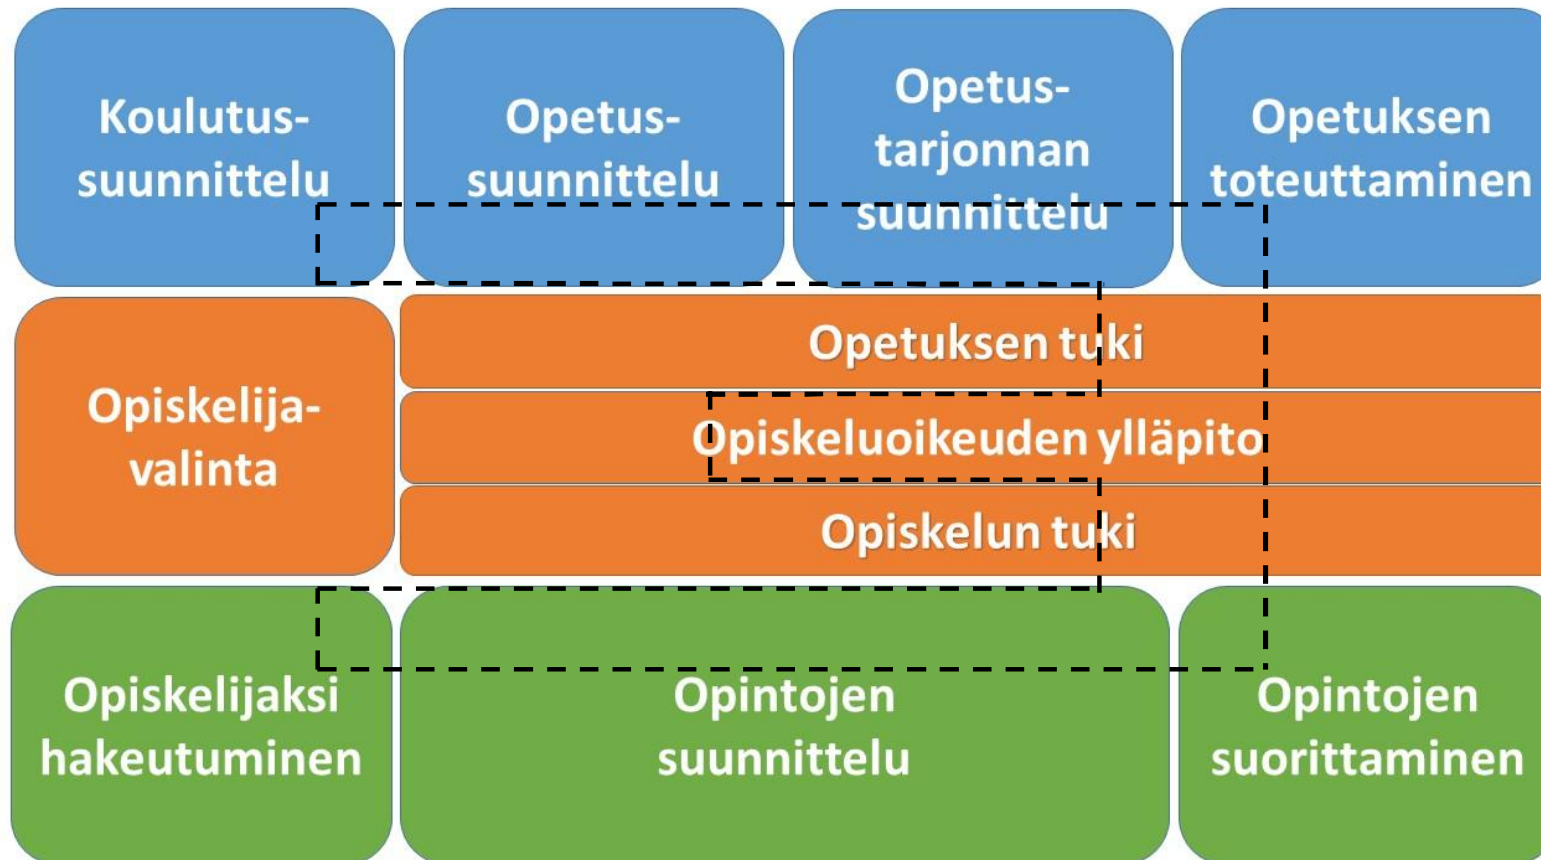 Koulutus-
suunnittelu
Opetus-
suunnittelu
Opetus-
tarjonnan
suunnittelu
Opetuksen
toteuttaminen
Opiskelija-
valinta
Opetuksen tuki
Opiskeluoikeuden ylläpito
Opiskelun tuki
Opiskelijaksi
hakeutuminen
Opintojen
suunnittelu
Opintojen
suorittaminen